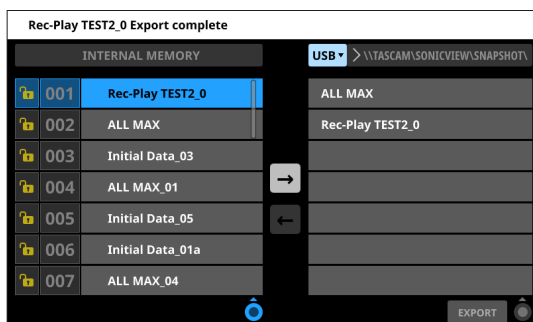 Rec-Play TEST2_0 Export complete
INTERNAL MEMORY
USB \\TASCAM\SONICVIEW\SNAPSHOT\
001 Rec-Play TEST2_0
002 ALL MAX
003 Initial Data_03
004 ALL MAX_01
005 Initial Data_05
006 Initial Data_01a
007 ALL MAX_04
→
←
ALL MAX
Rec-Play TEST2_0
EXPORT